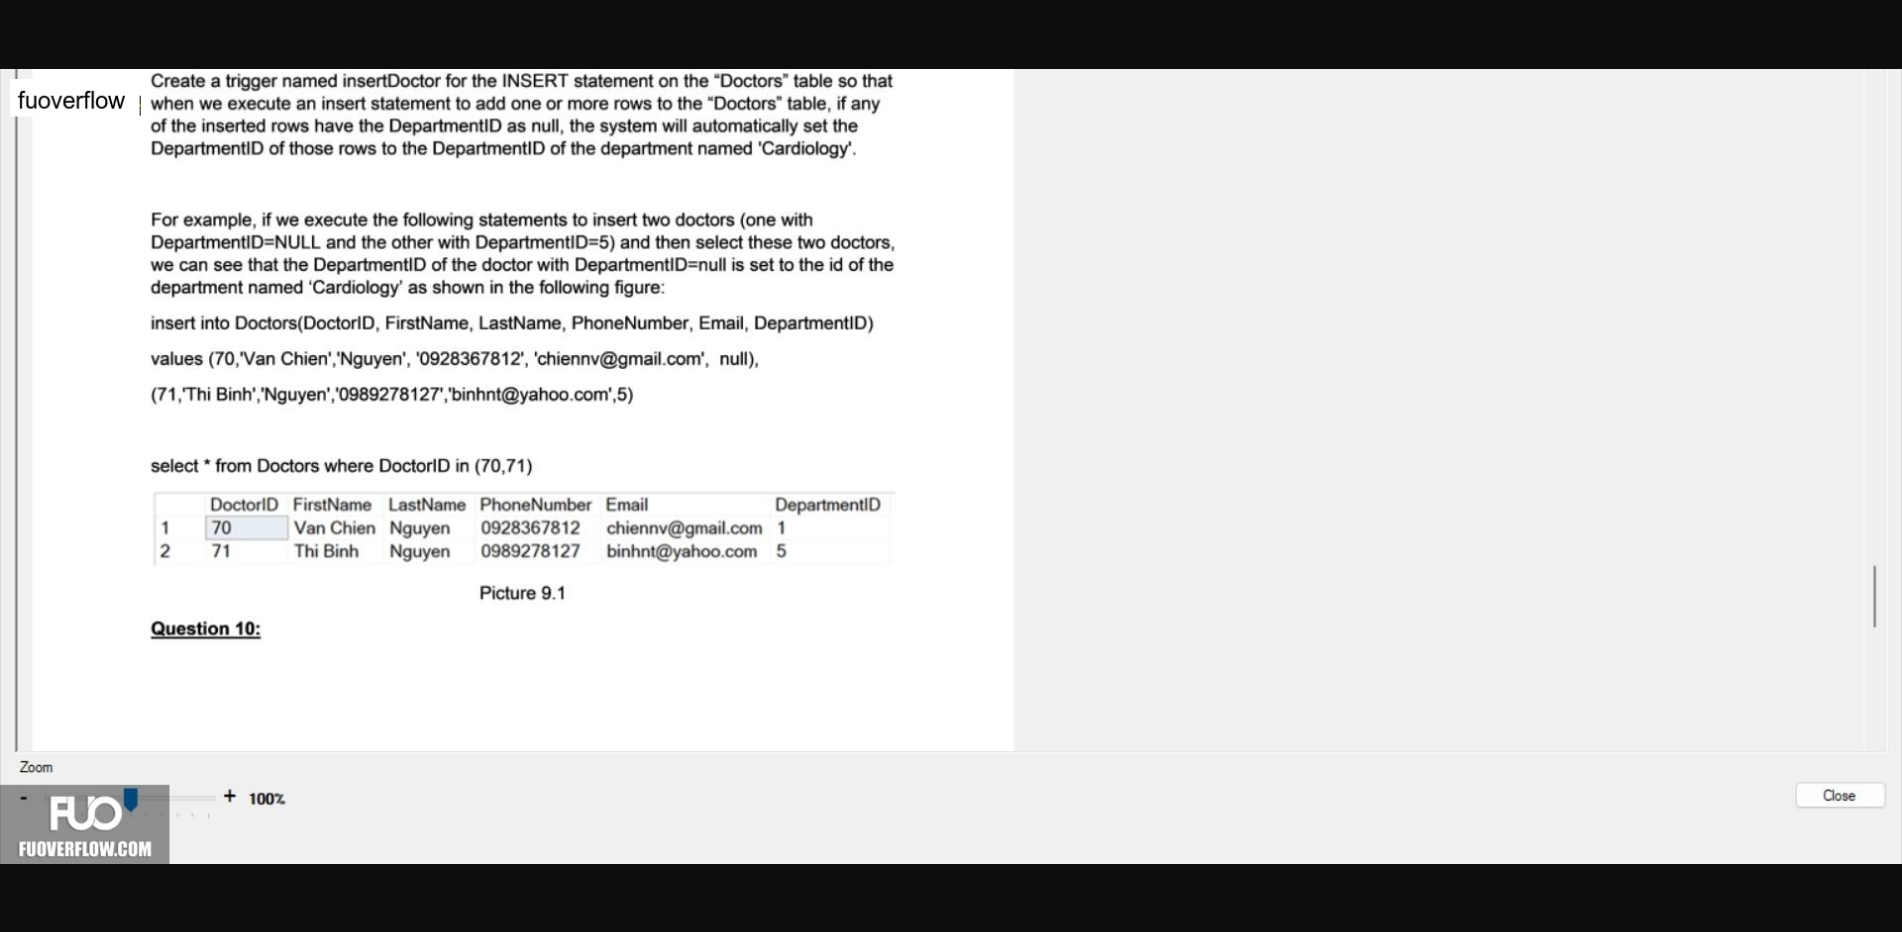 Create a trigger named insertDoctor for the INSERT statement on the “Doctors” table so that
fuoverflow
when we execute an insert statement to add one or more rows to the “Doctors” table, if any
of the inserted rows have the DepartmentID as null, the system will automatically set the
DepartmentID of those rows to the DepartmentID of the department named 'Cardiology'.
For example, if we execute the following statements to insert two doctors (one with
DepartmentID=NULL and the other with DepartmentID=5) and then select these two doctors,
we can see that the DepartmentID of the doctor with DepartmentID=null is set to the id of the
department named ‘Cardiology’ as shown in the following figure:
insert into Doctors(DoctorID, FirstName, LastName, PhoneNumber, Email, DepartmentID)
values (70,'Van Chien','Nguyen', '0928367812', 'chiennv@gmail.com', null),
(71,'Thi Binh','Nguyen','0989278127','binhnt@yahoo.com',5)
select * from Doctors where DoctorID in (70,71)
DoctorID FirstName LastName PhoneNumber Email DepartmentID
1 70 Van Chien Nguyen 0928367812 chiennv@gmail.com 1
2 71 Thi Binh Nguyen 0989278127 binhnt@yahoo.com 5
Picture 9.1
Question 10:
Zoom
- + 100%
Close
FUO
FUOVERFLOW.COM